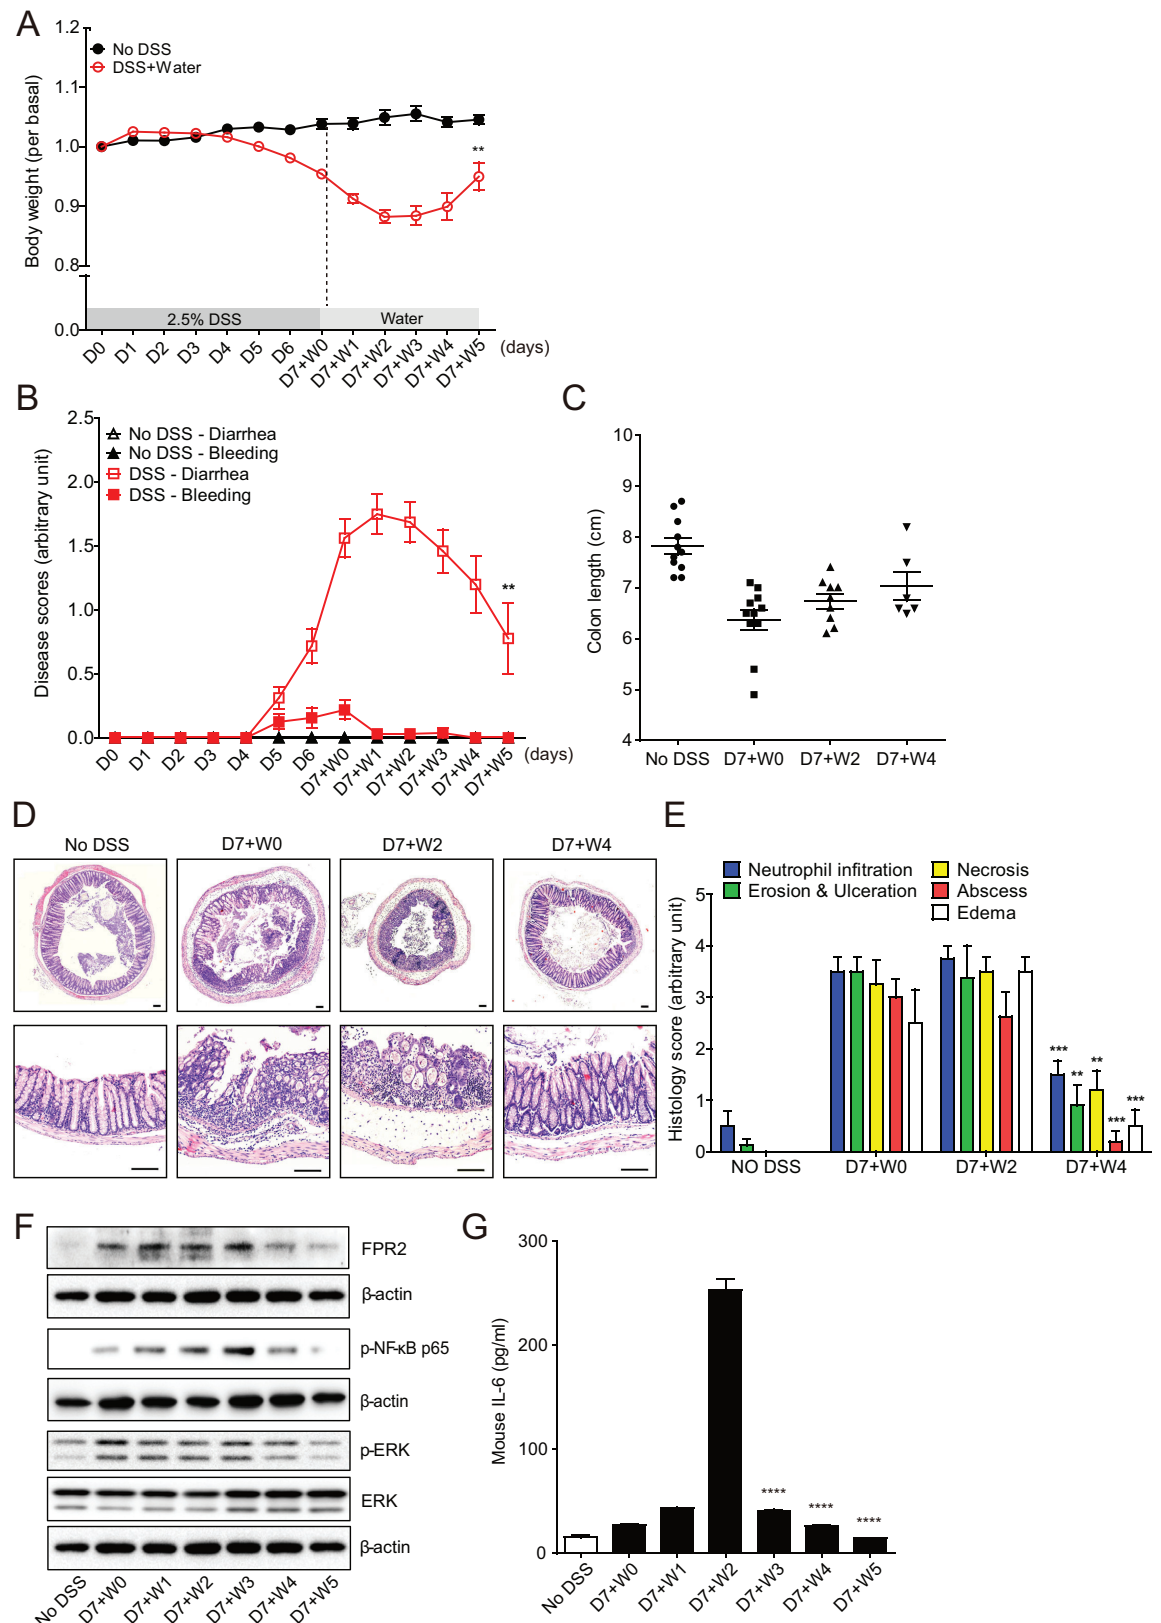 A
1.2
1.1
1.0
0.9
0.8
0.0
Body weight (per basal)
No DSS
DSS+Water
**
2.5% DSS
Water
D0
D1
D2
D3
D4
D5
D6
D7+W0
D7+W1
D7+W2
D7+W3
D7+W4
D7+W5
(days)
B
2.5
2.0
1.5
1.0
0.5
0.0
Disease scores (arbitrary unit)
No DSS - Diarrhea
No DSS - Bleeding
DSS - Diarrhea
DSS - Bleeding
**
D0
D1
D2
D3
D4
D5
D6
D7+W0
D7+W1
D7+W2
D7+W3
D7+W4
D7+W5
(days)
C
10
9
8
7
6
5
4
Colon length (cm)
No DSS
D7+W0
D7+W2
D7+W4
D
No DSS
D7+W0
D7+W2
D7+W4
E
Neutrophil infitration
Erosion & Ulceration
Necrosis
Abscess
Edema
5
4
3
2
1
0
Histology score (arbitrary unit)
***
**
**
***
***
NO DSS
D7+W0
D7+W2
D7+W4
F
FPR2
β-actin
p-NF-κB p65
β-actin
p-ERK
ERK
β-actin
No DSS
D7+W0
D7+W1
D7+W2
D7+W3
D7+W4
D7+W5
G
300
200
100
0
Mouse IL-6 (pg/ml)
****
****
****
No DSS
D7+W0
D7+W1
D7+W2
D7+W3
D7+W4
D7+W5